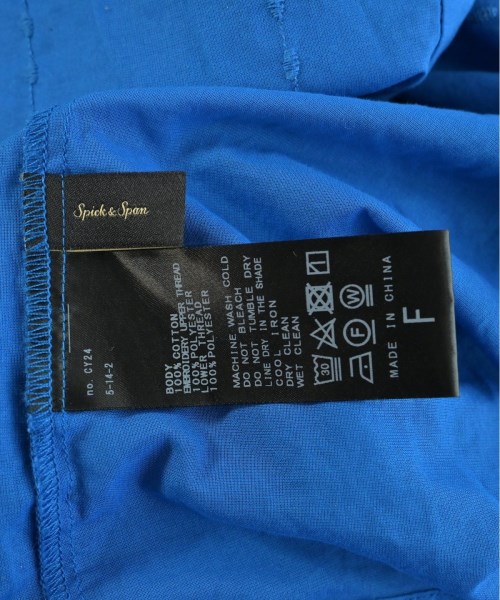 Spick & Span
no. CY24
5-14-2
BODY
100% COTTON
EMBROIDERY UPPER THREAD
100% POLYESTER
LOWER THREAD
100% POLYESTER
MACHINE WASH COLD
DO NOT BLEACH
DO NOT TUMBLE DRY
LINE DRY IN THE SHADE
COOL IRON
DRY CLEAN
WET CLEAN
30
F
W
MADE IN CHINA
F